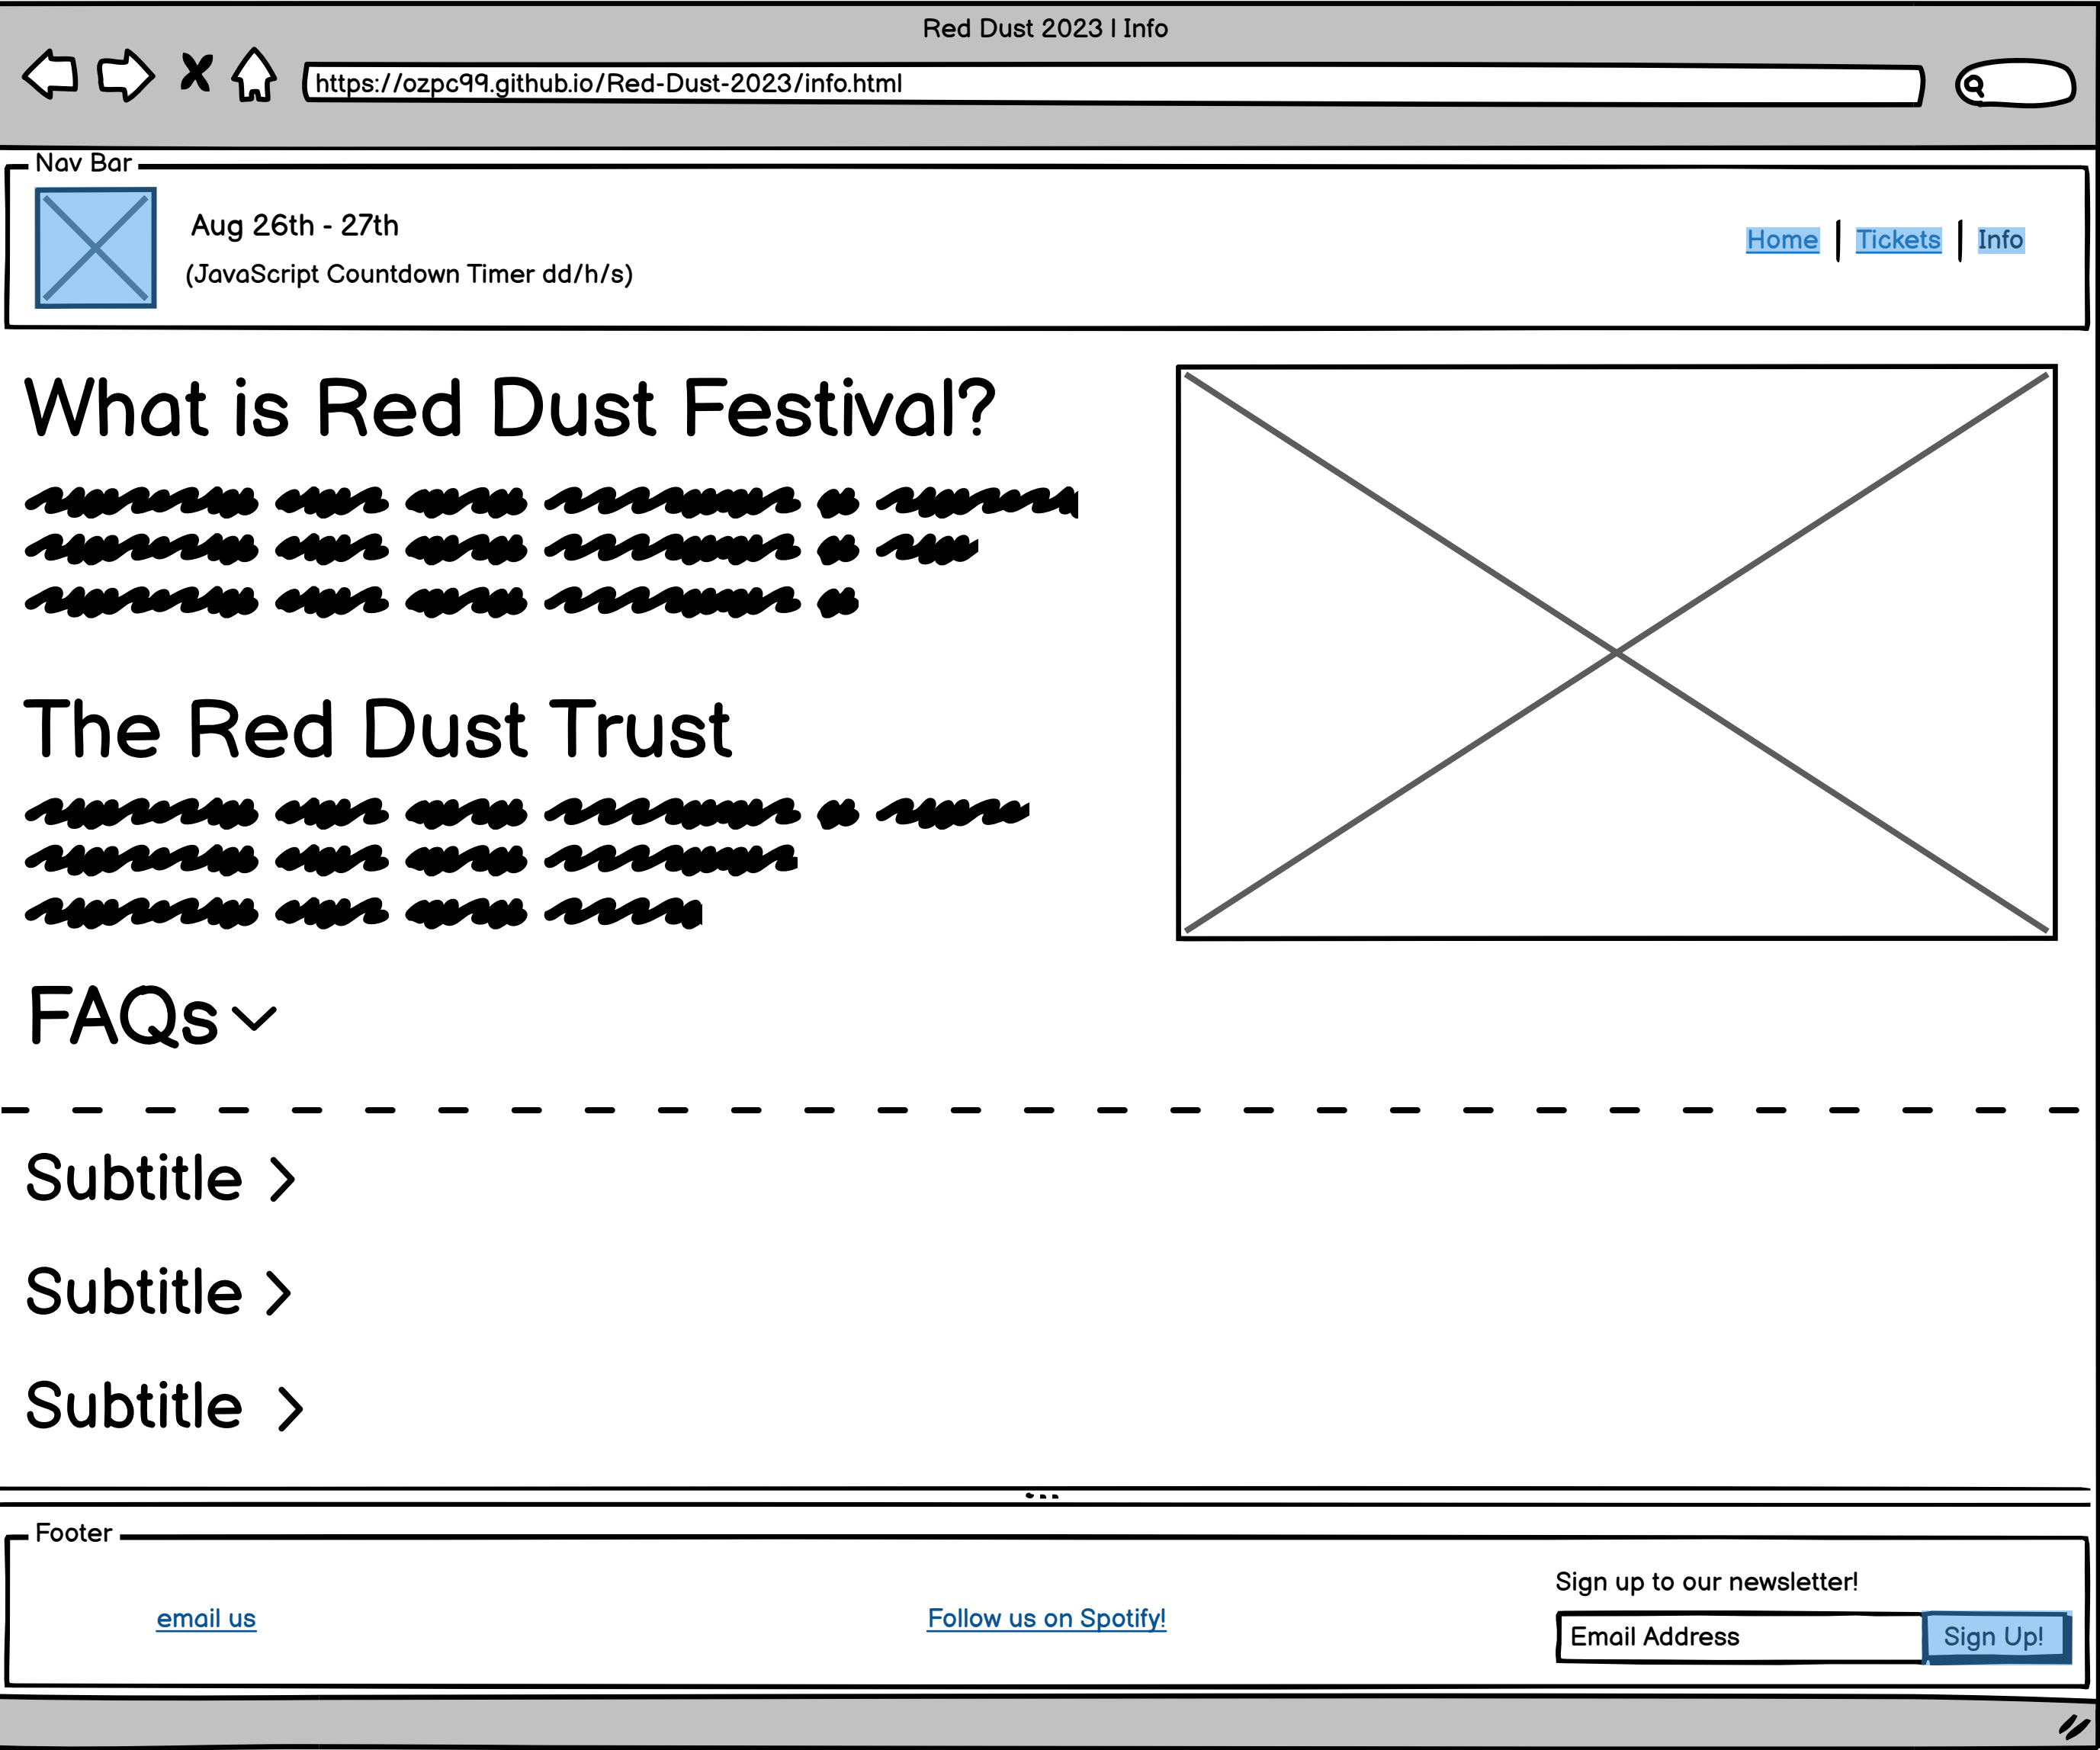 Red Dust 2023 | Info
https://ozpc99.github.io/Red-Dust-2023/info.html
Nav Bar
Aug 26th - 27th
(JavaScript Countdown Timer dd/h/s)
Home | Tickets | Info
What is Red Dust Festival?
The Red Dust Trust
FAQs
Subtitle >
Subtitle >
Subtitle >
Footer
Sign up to our newsletter!
email us
Follow us on Spotify!
Email Address
Sign Up!